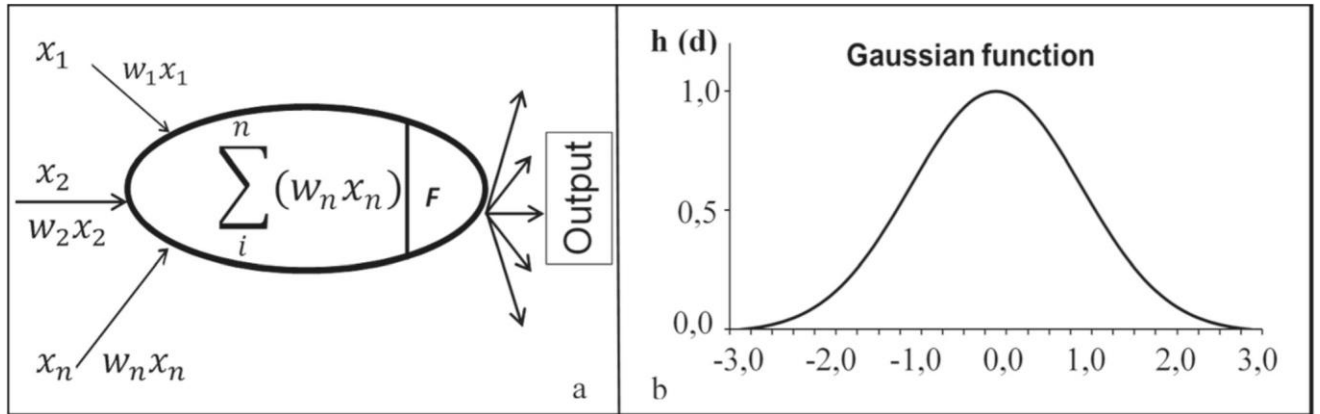 x₁
w₁x₁
x₂
w₂x₂
xₙ
wₙxₙ
n
∑(wₙxₙ)
i
F
Output
a
h (d)
Gaussian function
1,0
0,5
0,0
-3,0 -2,0 -1,0 0,0 1,0 2,0 3,0
b